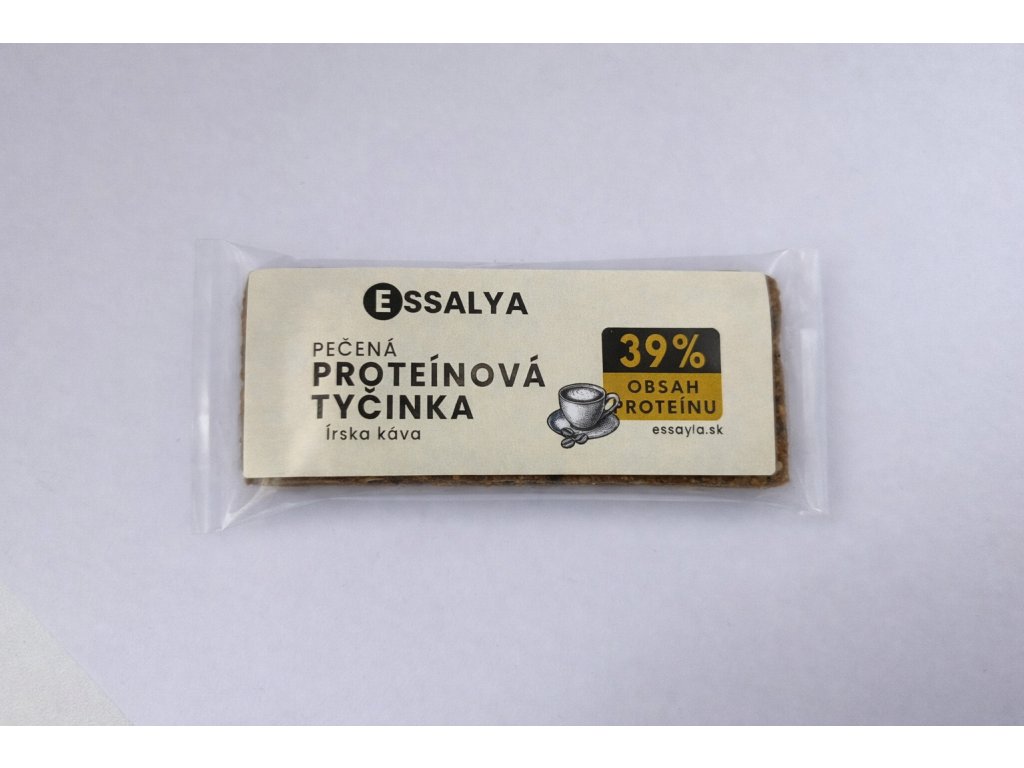 ESSALYA
PEČENÁ
PROTEÍNOVÁ
TYČINKA
Írska káva
39%
OBSAH
PROTEÍNU
essayla.sk